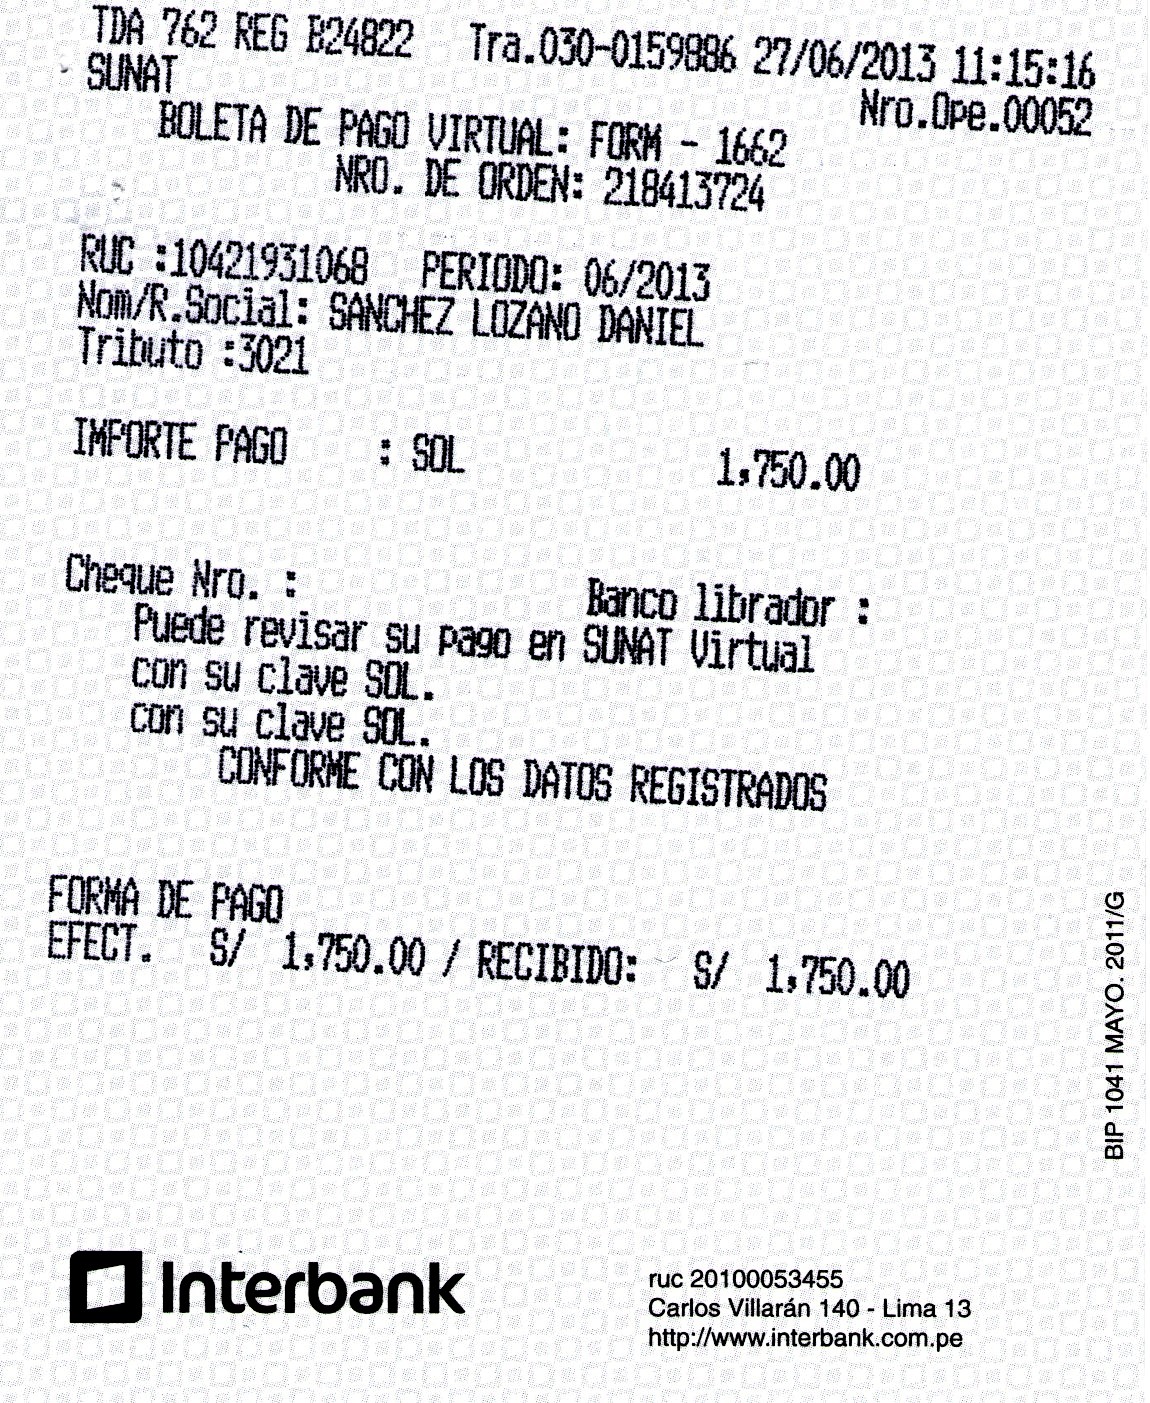 TDA 762 REG B24822 Tra.030-0159886 27/06/2013 11:15:16
SUNAT Nro.Ope.00052
BOLETA DE PAGO VIRTUAL: FORM - 1662
NRO. DE ORDEN: 218413724
RUC :10421931068 PERIODO: 06/2013
Nom/R.Social: SANCHEZ LOZANO DANIEL
Tributo :3021
IMPORTE PAGO : SOL 1,750.00
Cheque Nro. : Banco librador :
Puede revisar su pago en SUNAT Virtual
con su clave SOL.
con su clave SOL.
CONFORME CON LOS DATOS REGISTRADOS
FORMA DE PAGO
EFECT. S/ 1,750.00 / RECIBIDO: S/ 1,750.00
BIP 1041 MAYO. 2011/G
Interbank
ruc 20100053455
Carlos Villarán 140 - Lima 13
http://www.interbank.com.pe